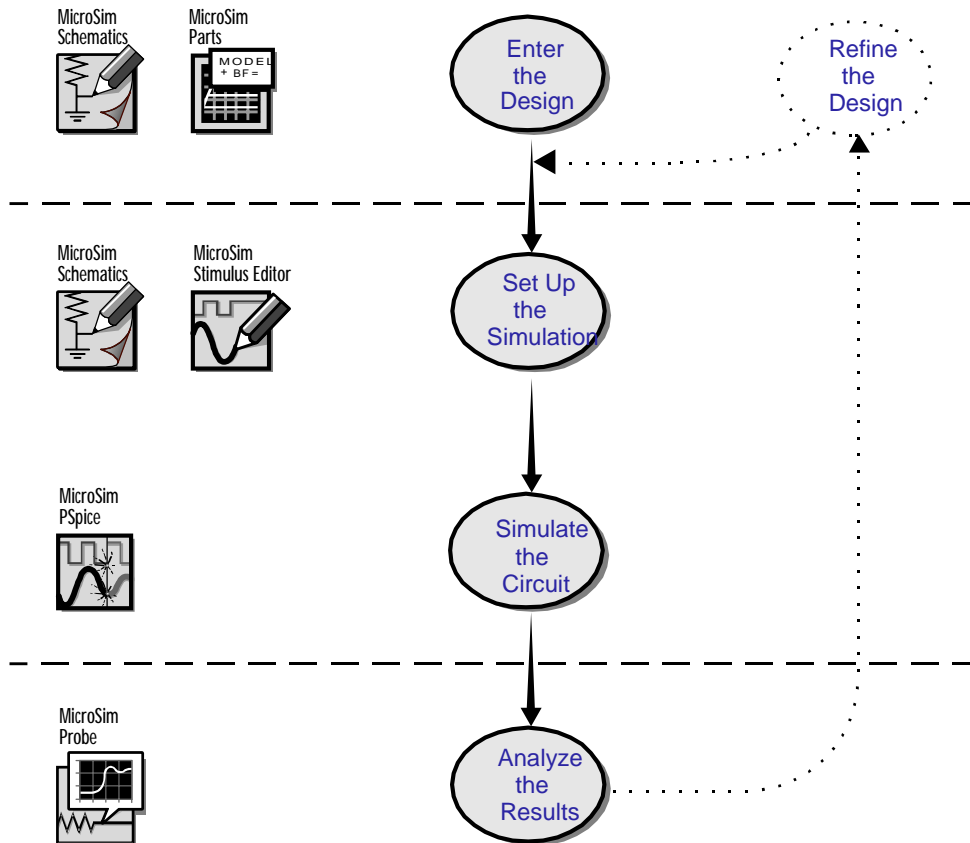 MicroSim
Schematics
MicroSim
Parts
MODEL
+ BF =
Enter
the
Design
Refine
the
Design
MicroSim
Schematics
MicroSim
Stimulus Editor
Set Up
the
Simulation
MicroSim
PSpice
Simulate
the
Circuit
MicroSim
Probe
Analyze
the
Results